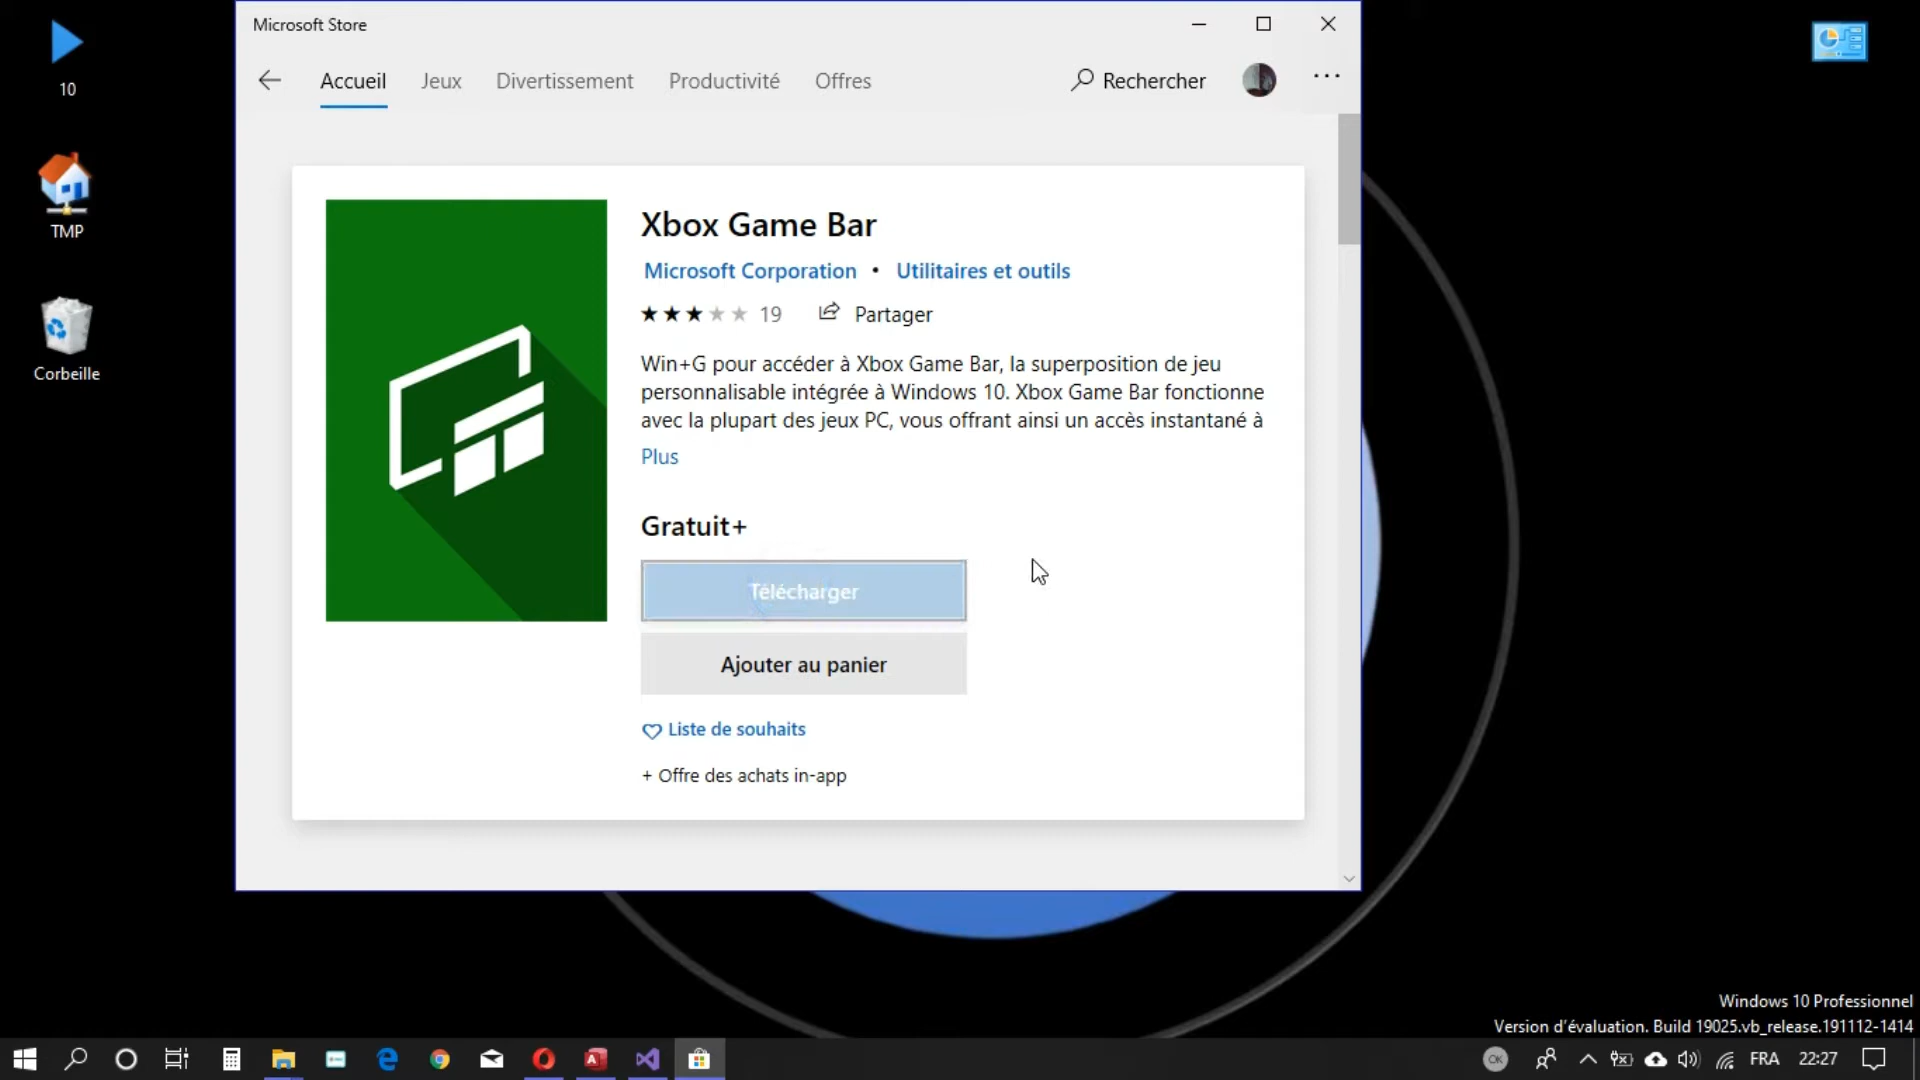 Microsoft Store
Accueil Jeux Divertissement Productivité Offres Rechercher
10
TMP
Corbeille
Xbox Game Bar
Microsoft Corporation • Utilitaires et outils
19 Partager
Win+G pour accéder à Xbox Game Bar, la superposition de jeu
personnalisable intégrée à Windows 10. Xbox Game Bar fonctionne
avec la plupart des jeux PC, vous offrant ainsi un accès instantané à
Plus
Gratuit+
Télécharger
Ajouter au panier
Liste de souhaits
+ Offre des achats in-app
Windows 10 Professionnel
Version d'évaluation. Build 19025.vb_release.191112-1414
OK FRA 22:27